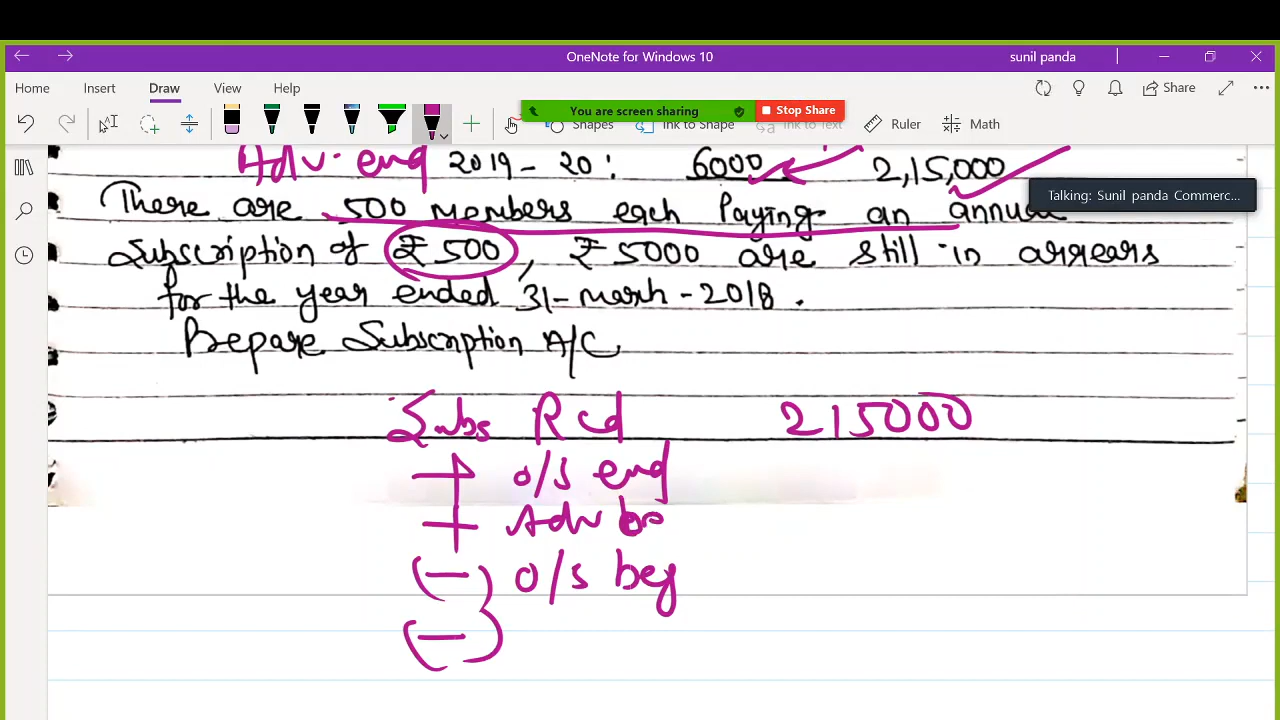 OneNote for Windows 10
sunil panda
Home Insert Draw View Help
Share
You are screen sharing
Stop Share
Shapes Ink to Shape Ink to Text Ruler Math
Adv. end 2019-20: 6000 2,15,000
Talking: Sunil panda Commerc...
There are 500 members each Paying an annual
Subscription of ₹500, ₹5000 are still in arrears
for the year ended 31-march-2018.
Prepare Subscription A/C
Subs Rcd 215000
+ o/s end
+ Adv be
(-) o/s beg
(-)